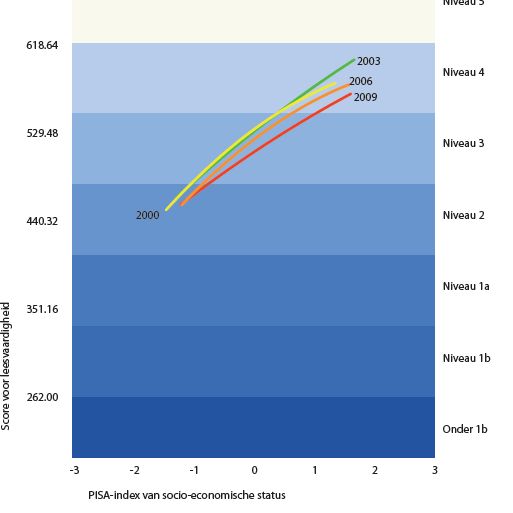 Niveau 5
618.64
2003
Niveau 4
2006
2009
529.48
Niveau 3
2000
Niveau 2
440.32
Niveau 1a
351.16
Score voor leesvaardigheid
Niveau 1b
262.00
Onder 1b
-3 -2 -1 0 1 2 3
PISA-index van socio-economische status